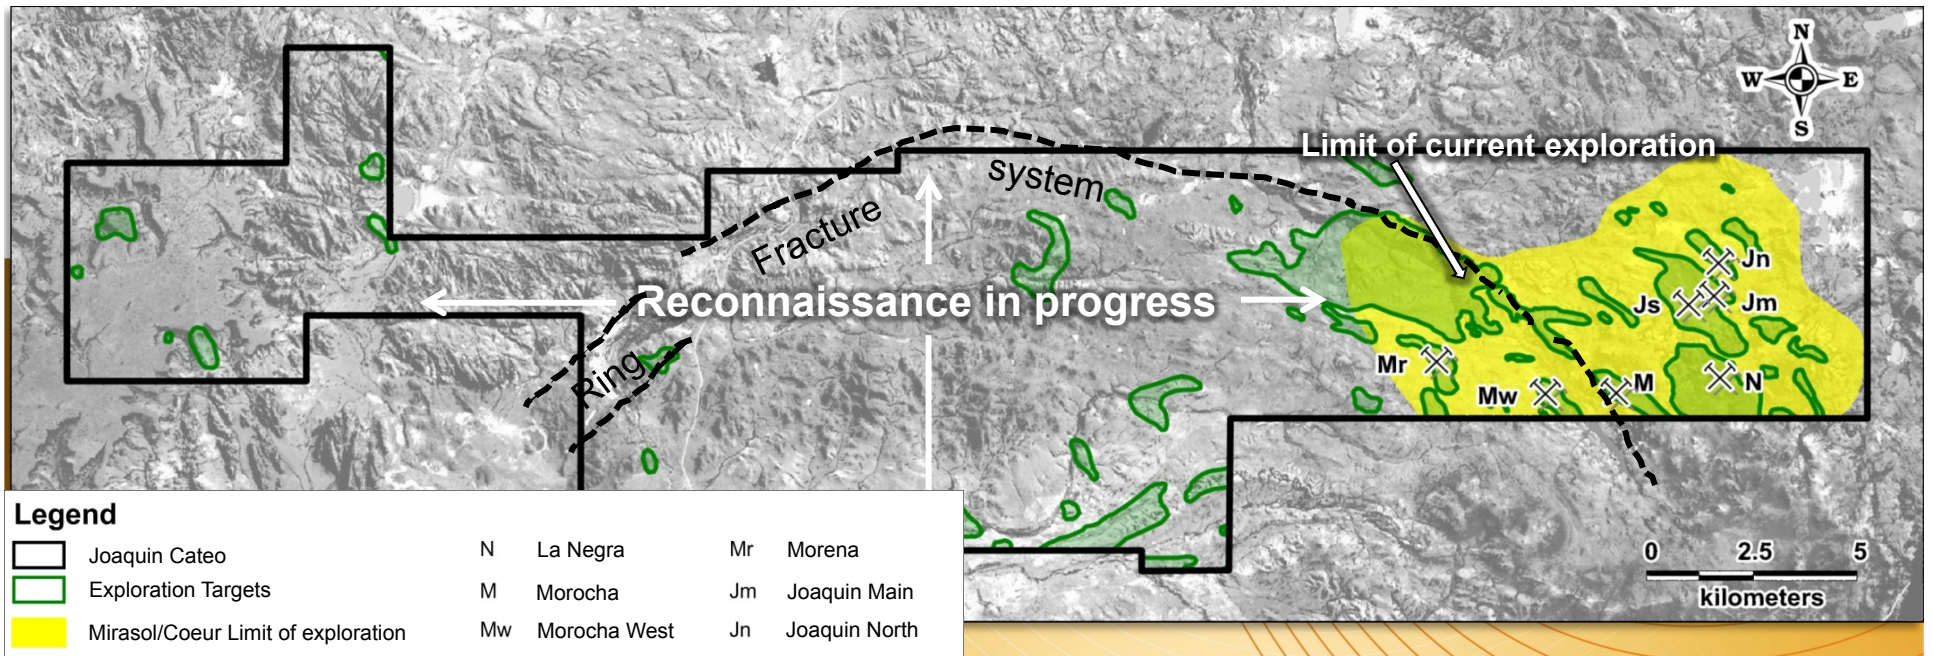 N
W E
S
Limit of current exploration
system
Fracture
Jn
Reconnaissance in progress
Js Jm
Ring
Mr
Mw M N
0 2.5 5
kilometers
Legend
Joaquin Cateo
Exploration Targets
Mirasol/Coeur Limit of exploration
N La Negra
M Morocha
Mw Morocha West
Mr Morena
Jm Joaquin Main
Jn Joaquin North